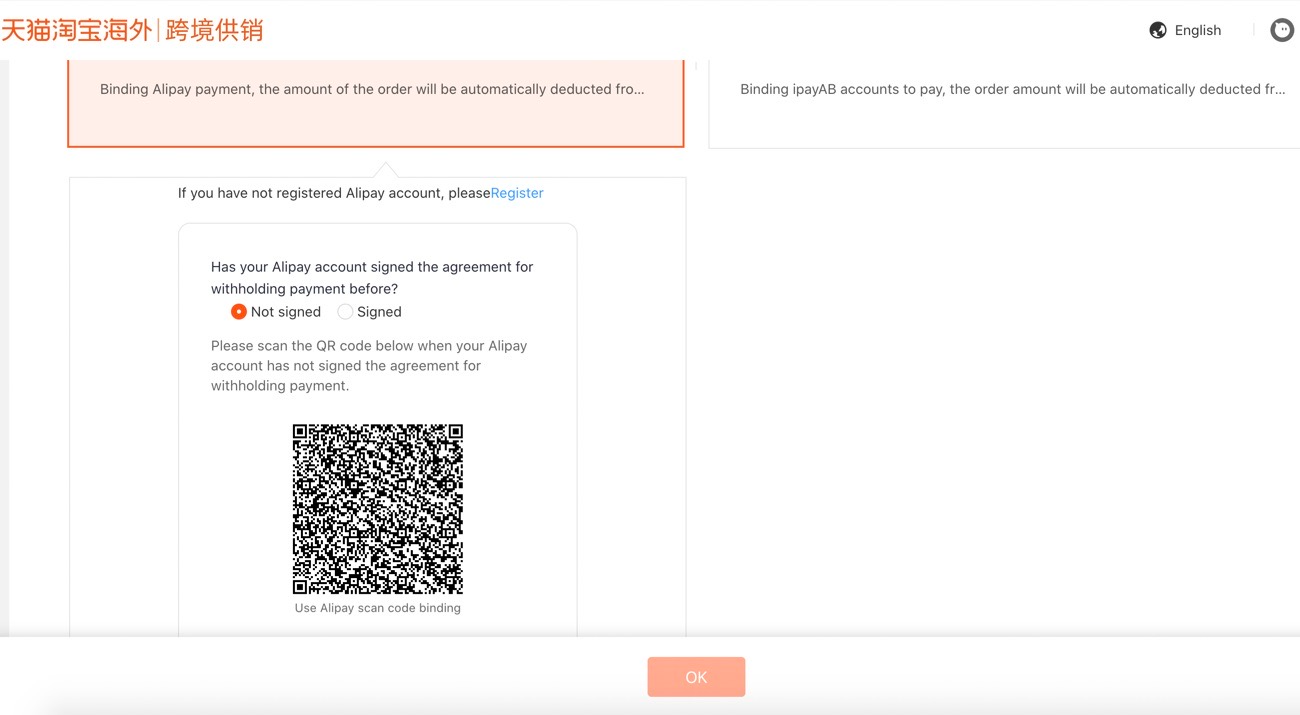 天猫淘宝海外|跨境供销
English
Binding Alipay payment, the amount of the order will be automatically deducted fro...
Binding ipayAB accounts to pay, the order amount will be automatically deducted fr...
If you have not registered Alipay account, pleaseRegister
Has your Alipay account signed the agreement for
withholding payment before?
Not signed Signed
Please scan the QR code below when your Alipay
account has not signed the agreement for
withholding payment.
Use Alipay scan code binding
OK